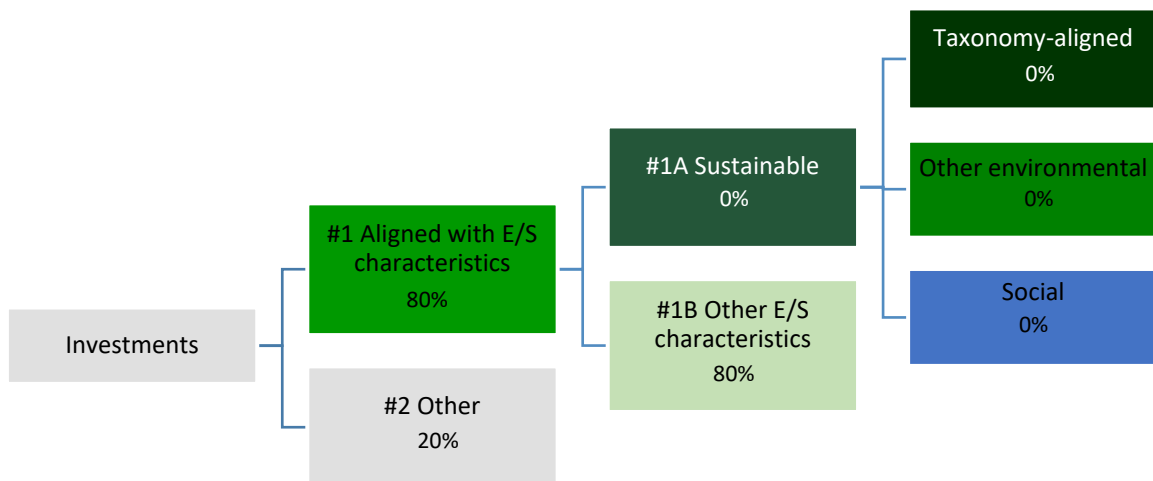 Investments
#1 Aligned with E/S
characteristics
80%
#2 Other
20%
#1A Sustainable
0%
#1B Other E/S
characteristics
80%
Taxonomy-aligned
0%
Other environmental
0%
Social
0%